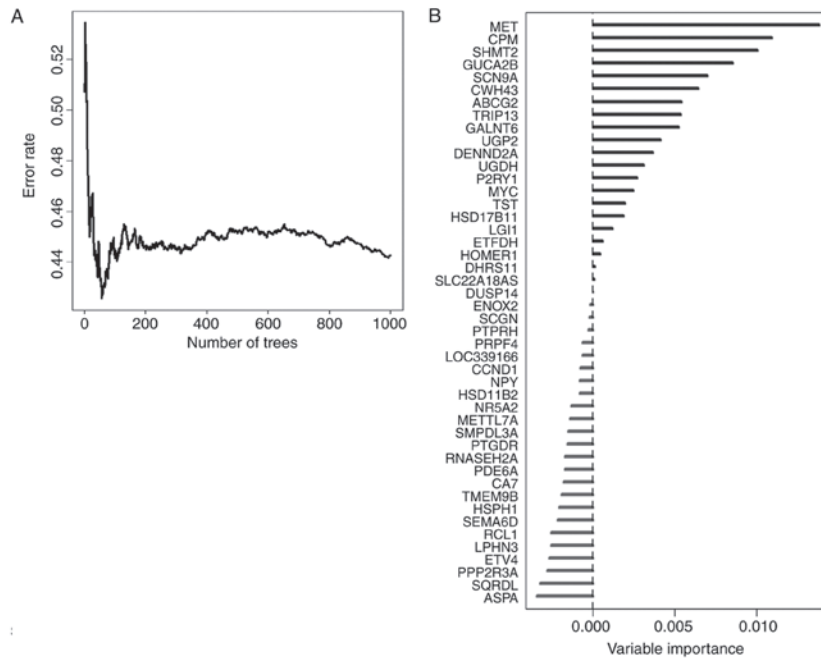 A
Error rate
0.52
0.50
0.48
0.46
0.44
0 200 400 600 800 1000
Number of trees
B
MET
CPM
SHMT2
GUCA2B
SCN9A
CWH43
ABCG2
TRIP13
GALNT6
UGP2
DENND2A
UGDH
P2RY1
MYC
TST
HSD17B11
LGI1
ETFDH
HOMER1
DHRS11
SLC22A18AS
DUSP14
ENOX2
SCGN
PTPRH
PRPF4
LOC339166
CCND1
NPY
HSD11B2
NR5A2
METTL7A
SMPDL3A
PTGDR
RNASEH2A
PDE6A
CA7
TMEM9B
HSPH1
SEMA6D
RCL1
LPHN3
ETV4
PPP2R3A
SQRDL
ASPA
0.000 0.005 0.010
Variable importance